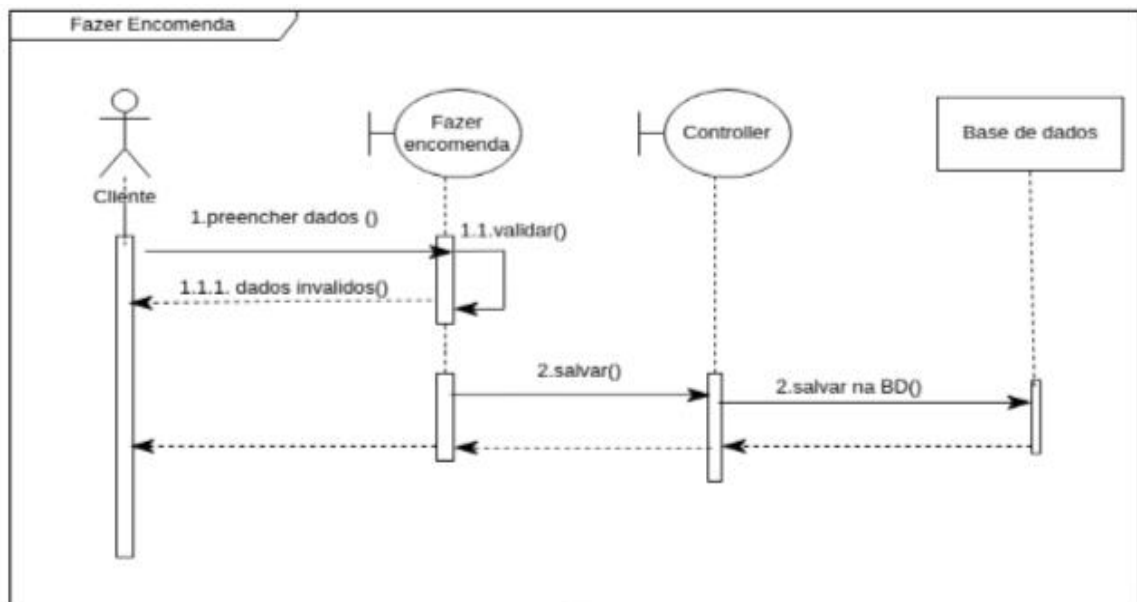 Fazer Encomenda
Fazer
encomenda
Controller
Base de dados
Cliente
1.preencher dados ()
1.1.validar()
1.1.1. dados invalidos()
2.salvar()
2.salvar na BD()